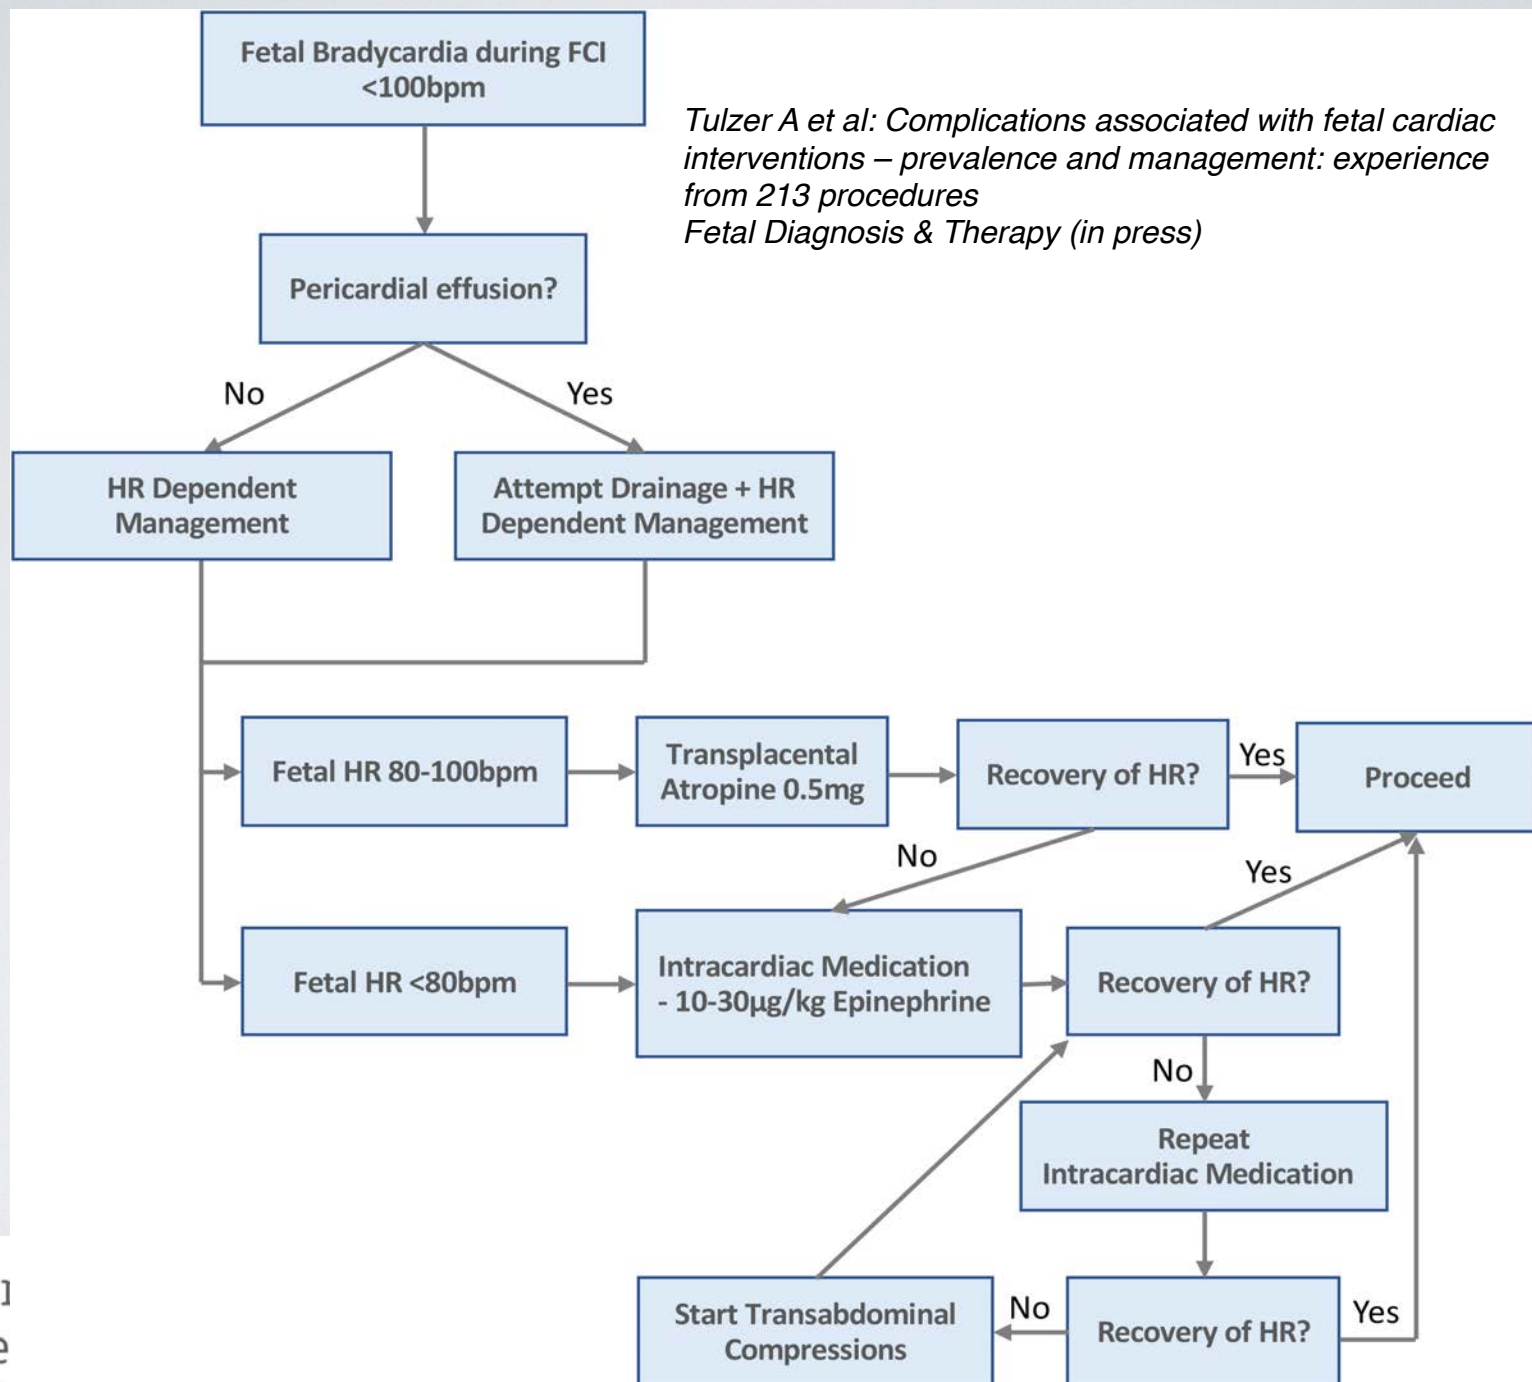 Fetal Bradycardia during FCI
<100bpm
Tulzer A et al: Complications associated with fetal cardiac
interventions – prevalence and management: experience
from 213 procedures
Fetal Diagnosis & Therapy (in press)
Pericardial effusion?
No
Yes
HR Dependent
Management
Attempt Drainage + HR
Dependent Management
Fetal HR 80-100bpm
Transplacental
Atropine 0.5mg
Recovery of HR?
Yes
Proceed
No
Yes
Fetal HR <80bpm
Intracardiac Medication
- 10-30µg/kg Epinephrine
Recovery of HR?
No
Repeat
Intracardiac Medication
Start Transabdominal
Compressions
No
Recovery of HR?
Yes